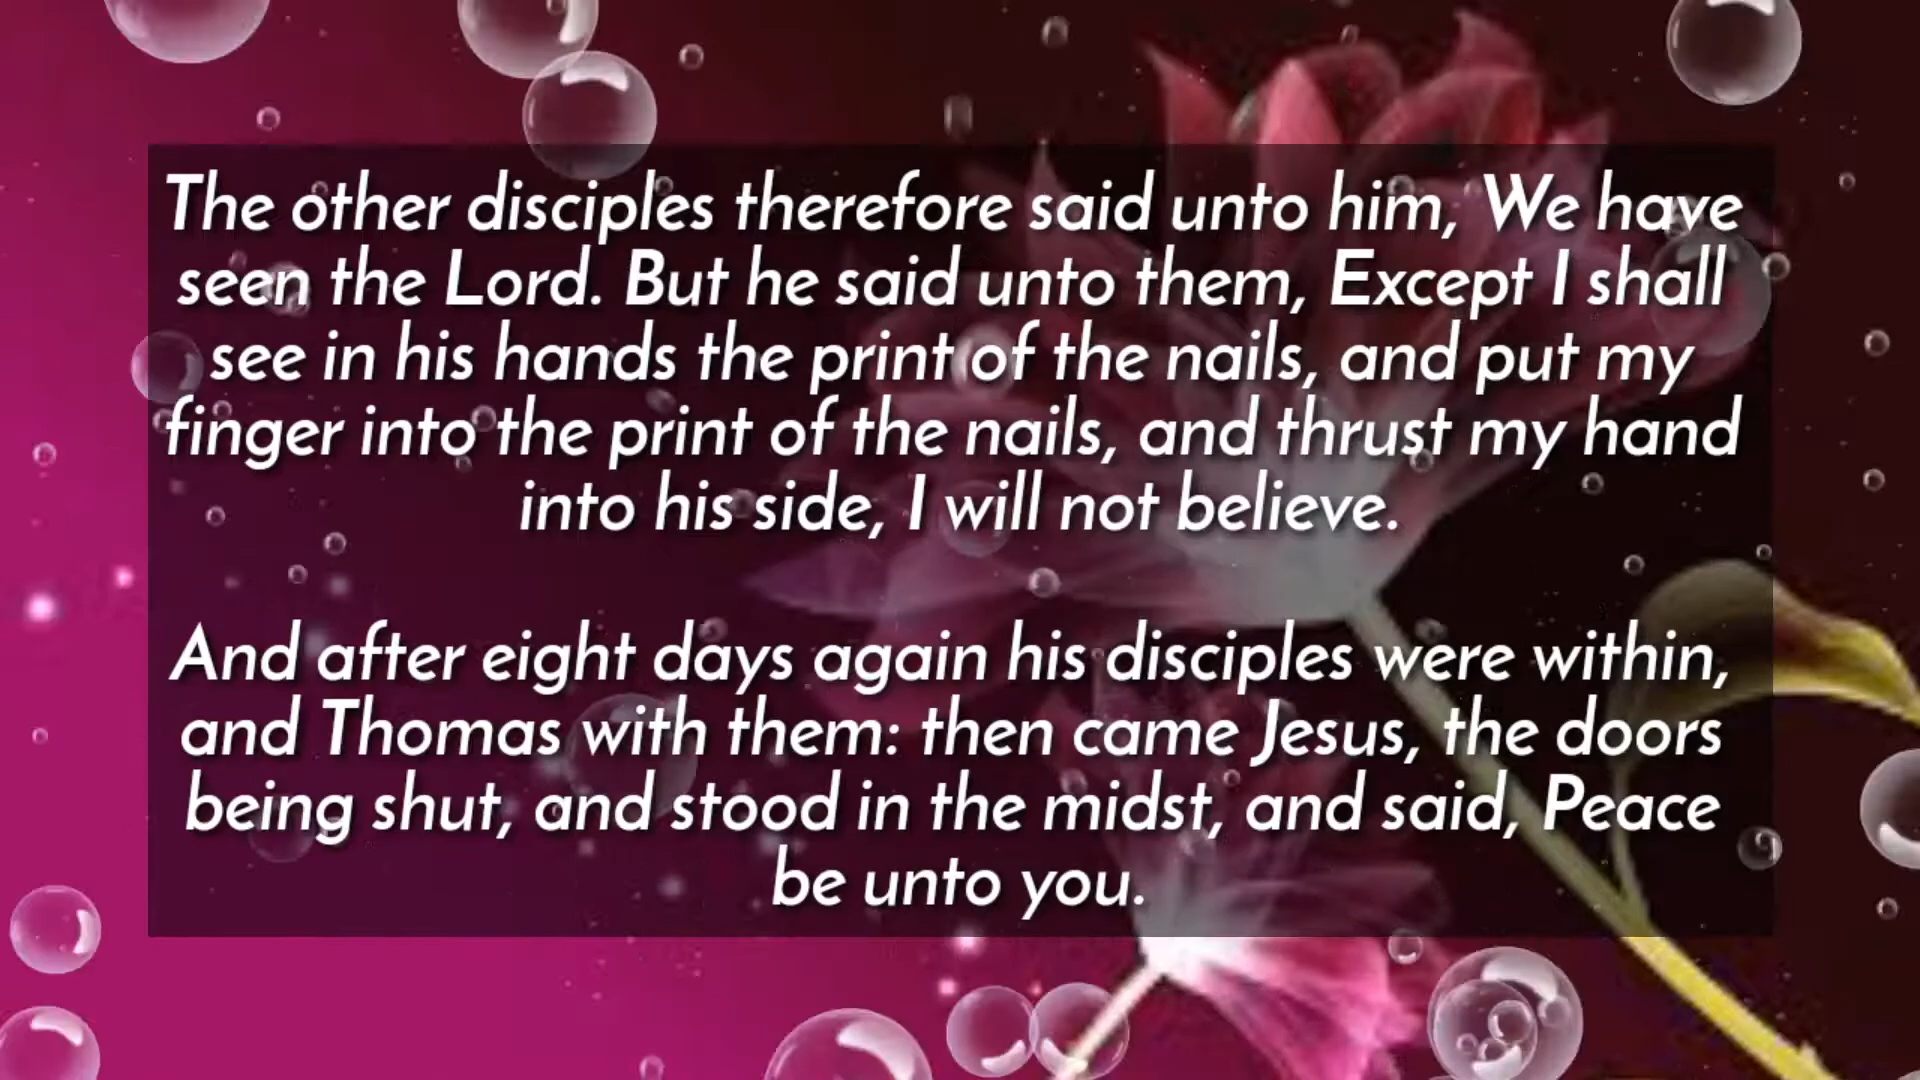 The other disciples therefore said unto him, We have
seen the Lord. But he said unto them, Except I shall
see in his hands the print of the nails, and put my
finger into the print of the nails, and thrust my hand
into his side, I will not believe.
And after eight days again his disciples were within,
and Thomas with them: then came Jesus, the doors
being shut, and stood in the midst, and said, Peace
be unto you.